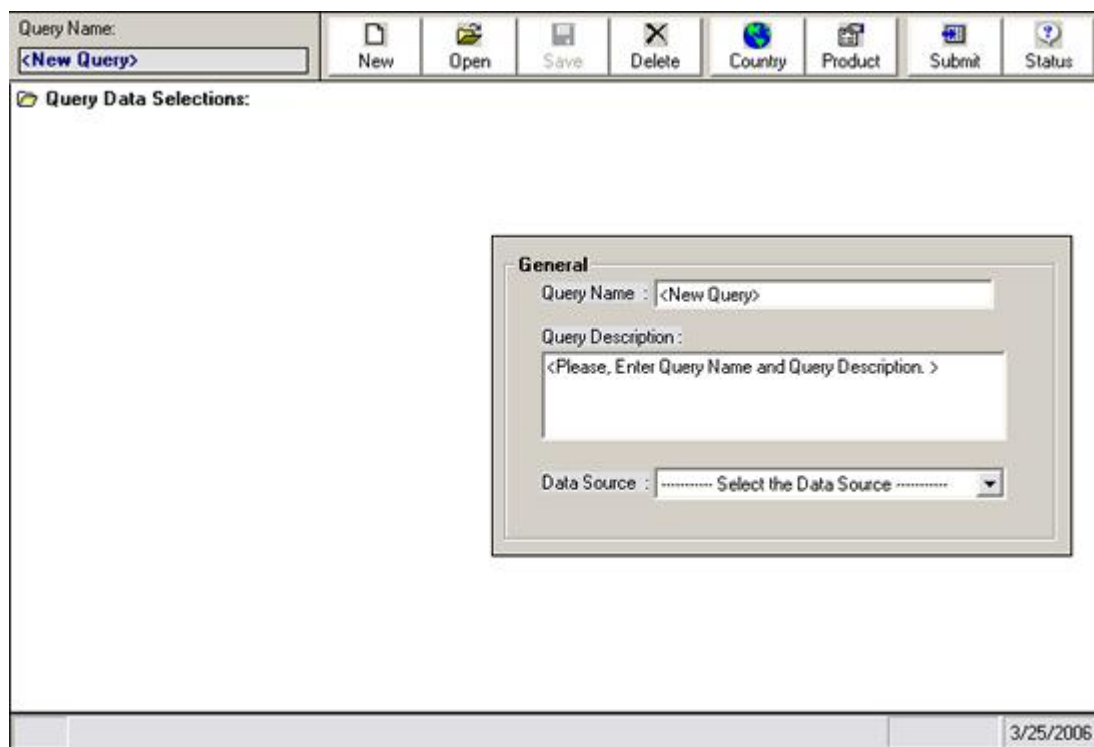 Query Name:
<New Query>
New Open Save Delete Country Product Submit Status
Query Data Selections:
General
Query Name : <New Query>
Query Description :
<Please, Enter Query Name and Query Description. >
Data Source : ----------- Select the Data Source -----------
3/25/2006